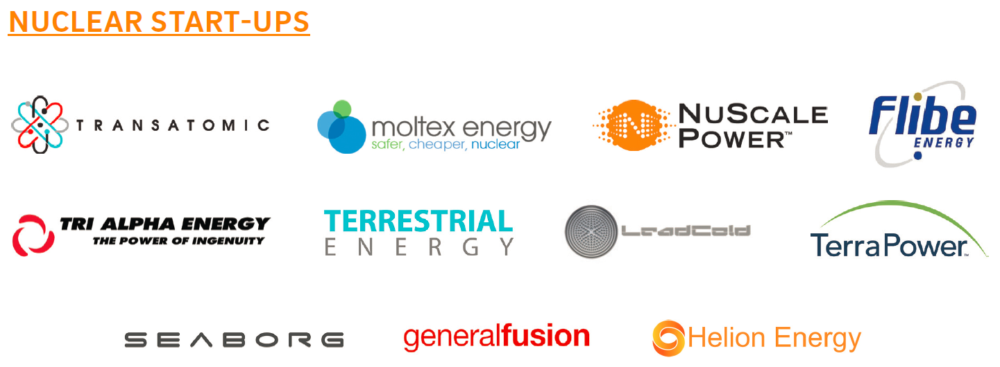 NUCLEAR START-UPS
TRANSATOMIC
moltex energy
safer, cheaper, nuclear
NUSCALE
POWER™
flibe
ENERGY
TRI ALPHA ENERGY
THE POWER OF INGENUITY
TERRESTRIAL
ENERGY
LeadCold
TerraPower™
SEABORG
generalfusion
Helion Energy